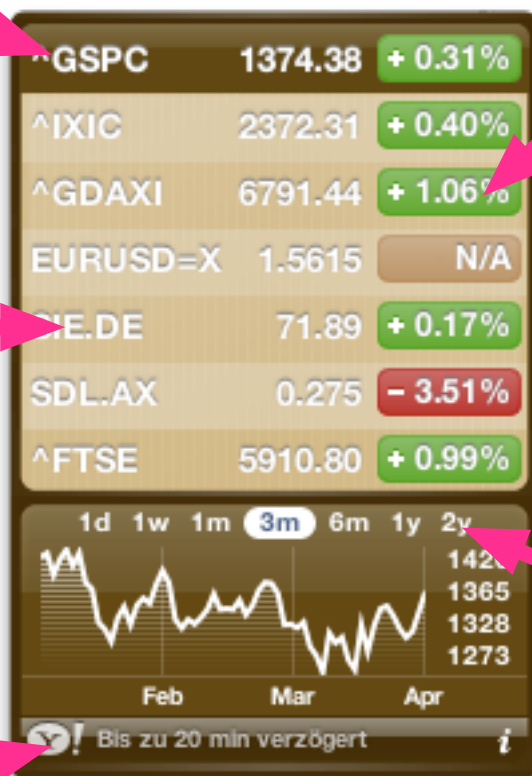 ^GSPC 1374.38 + 0.31%
^IXIC 2372.31 + 0.40%
^GDAXI 6791.44 + 1.06%
EURUSD=X 1.5615 N/A
SIE.DE 71.89 + 0.17%
SDL.AX 0.275 - 3.51%
^FTSE 5910.80 + 0.99%
1d 1w 1m 3m 6m 1y 2y
1365
1328
1273
Feb Mar Apr
Y! Bis zu 20 min verzögert i